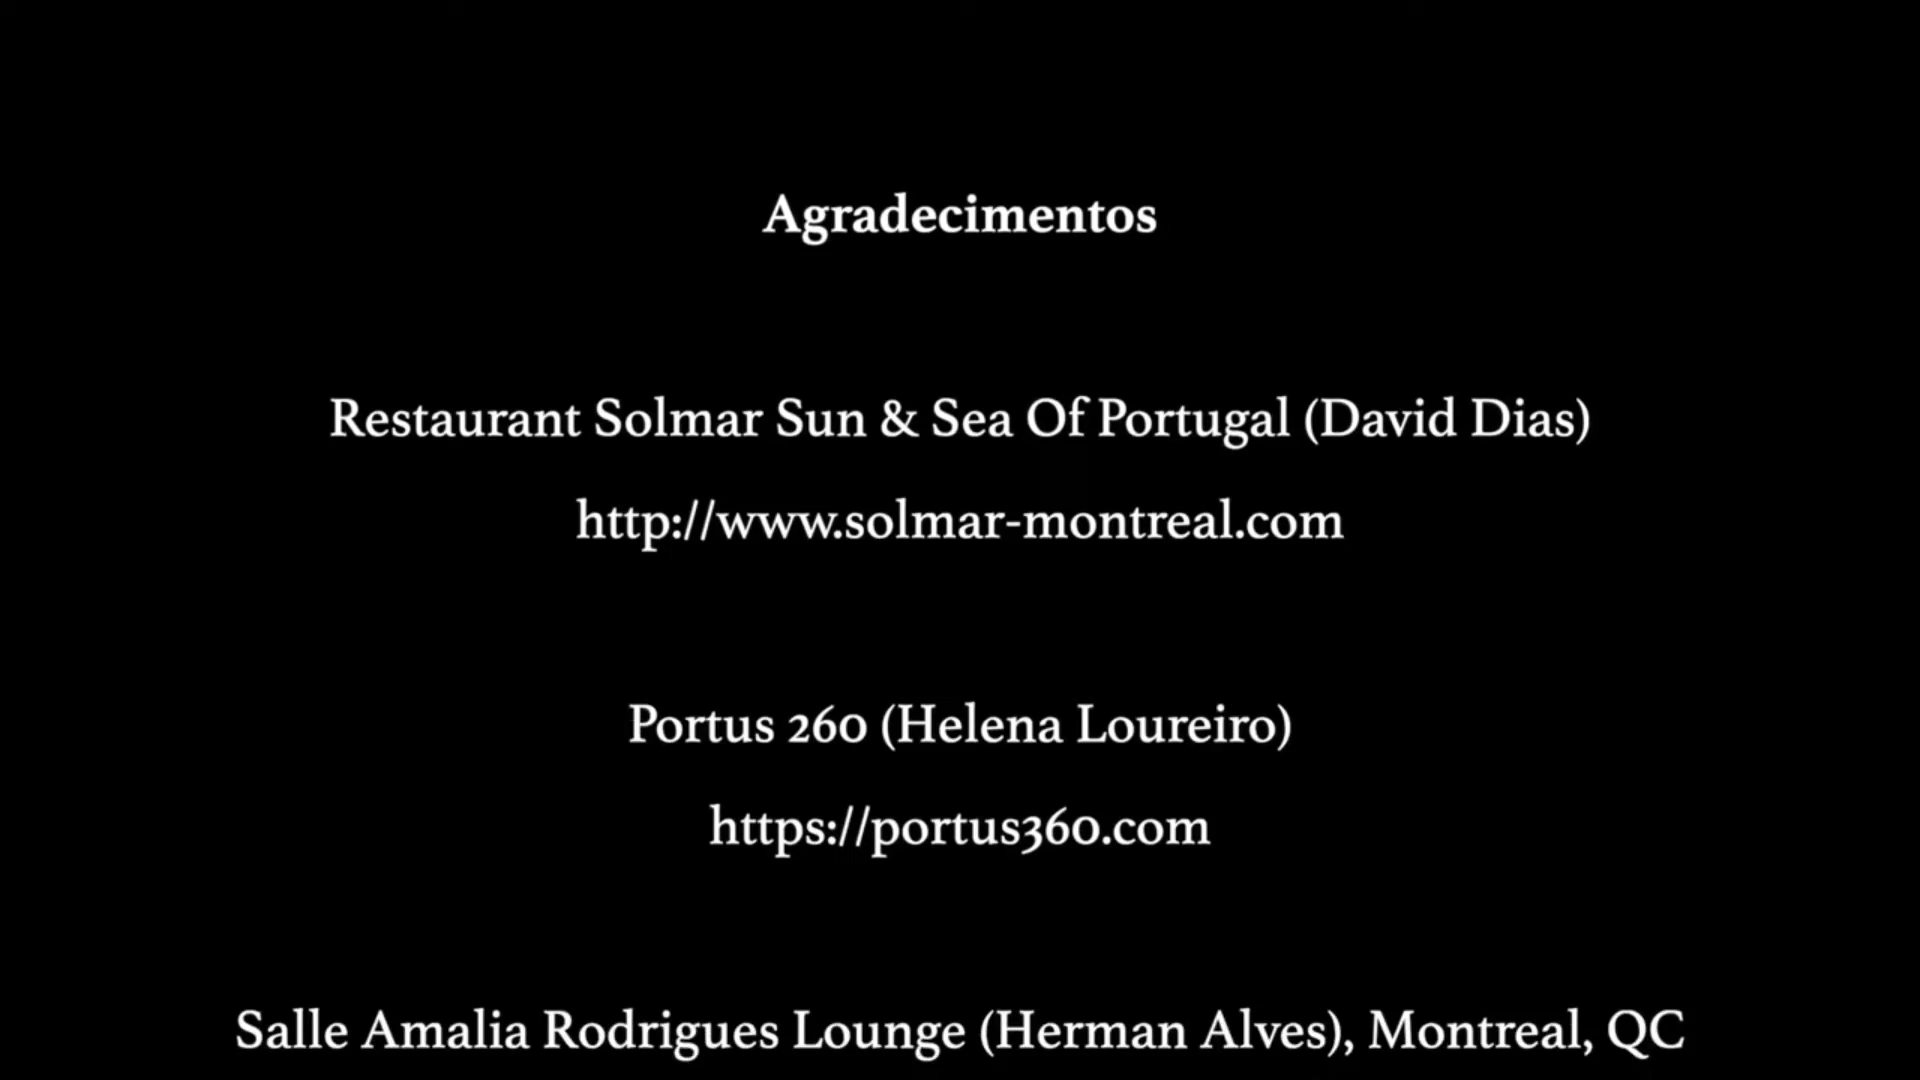 Agradecimentos
Restaurant Solmar Sun & Sea Of Portugal (David Dias)
http://www.solmar-montreal.com
Portus 260 (Helena Loureiro)
https://portus360.com
Salle Amalia Rodrigues Lounge (Herman Alves), Montreal, QC